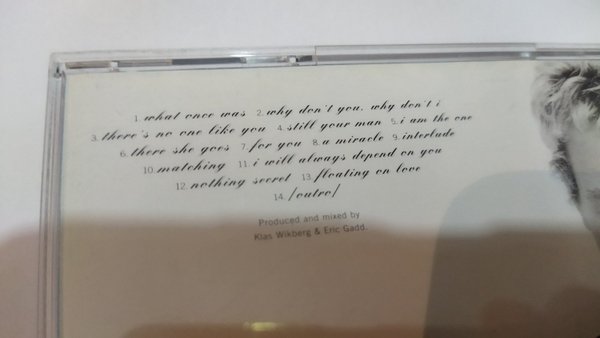 1. what once was 2. why don't you, why don't i
3. there's no one like you 4. still your man 5. i am the one
6. there she goes 7. for you 8. a miracle 9. interlude
10. matching 11. i will always depend on you
12. nothing secret 13. floating on love
14. /outro/
Produced and mixed by
Klas Wikberg & Eric Gadd.